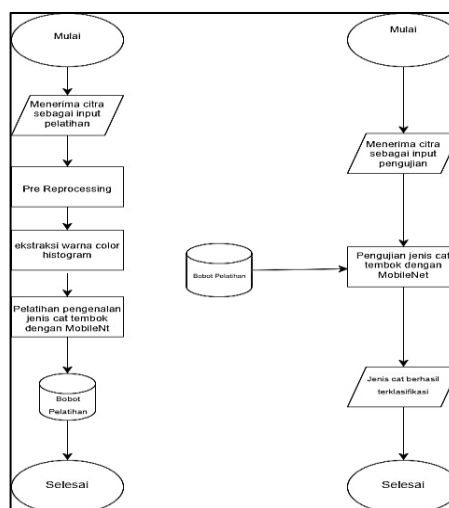 Mulai
Menerima citra
sebagai input
pelatihan
Pre Reprocessing
ekstraksi warna color
histogram
Pelatihan pengenalan
jenis cat tembok
dengan MobileNt
Bobot
Pelatihan
Selesai
Mulai
Menerima citra
sebagai input
pengujian
Bobot Pelatihan
Pengujian jenis cat
tembok dengan
MobileNet
Jenis cat berhasil
terklasifikasi
Selesai